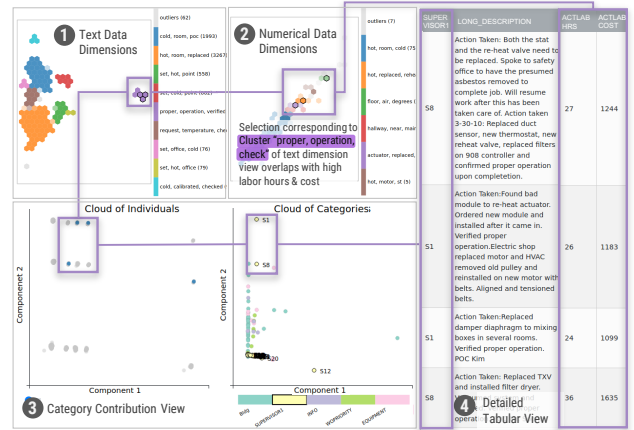 1 Text Data
Dimensions
outliers (62)
cold, room, poc (1993)
hot, room, replaced (3267)
set, hot, point (558)
proper, operation, verified
request, temperature, che
set, office, cold (76)
set, hot, office (79)
cold, calibrated, checked
2 Numerical Data
Dimensions
outliers (7)
hot, room, cold (75
hot, replaced, rehe
floor, air, degrees (
hallway, near, main
actuator, replaced,
hot, motor, st (5)
Selection corresponding to
Cluster "proper, operation,
check" of text dimension
view overlaps with high
labor hours & cost
Cloud of Individuals
Componenet 2
Component 1
3 Category Contribution View
Cloud of Categories
Componenet 2
S1
S8
S20
S12
Component 1
Bldg
SUPERVISOR1
INFO
WOPRIORITY
EQUIPMENT
SUPER
VISOR1
LONG_DESCRIPTION
ACTLAB
HRS
ACTLAB
COST
S8
Action Taken: Both the stat
and the re-heat valve need to
be replaced. Spoke to safety
office to have the presumed
asbestos removed to
complete job. Will resume
work after this has been
taken care of. Action taken
3-30-10: Replaced duct
sensor, new thermostat, new
reheat valve, replaced filters
on 908 controller and
confirmed proper operation
upon completetion.
27
1244
S1
Action Taken:Found bad
module to re-heat actuator.
Ordered new module and
installed after it came in.
Verified proper
operation.Electric shop
replaced motor and HVAC
removed old pulley and
reinstalled on new motor with
belts. Aligned and tensioned
belts.
26
1183
S1
Action Taken:Replaced
damper diaphragm to mixing
boxes in several rooms.
Verified proper operation.
POC Kim
24
1099
S8
Action Taken: Replaced TXV
and installed filter dryer.
proper
operati
36
1635
4 Detailed
Tabular View